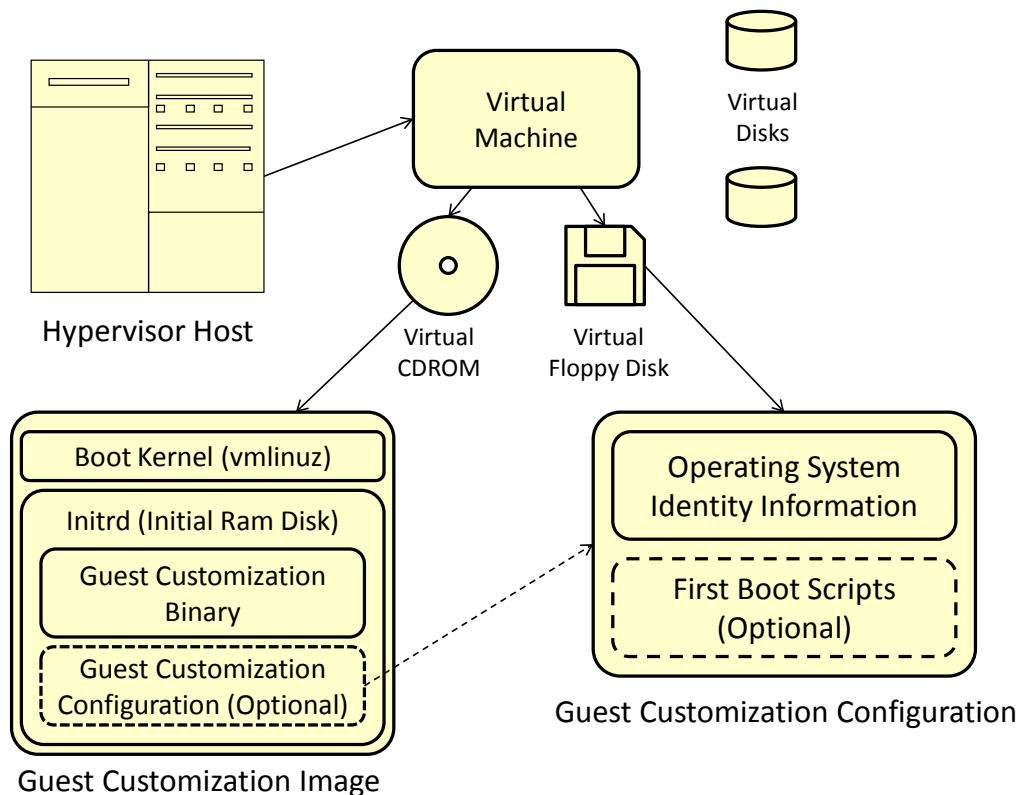 Virtual
Machine
Virtual
Disks
Hypervisor Host
Virtual
CDROM
Virtual
Floppy Disk
Boot Kernel (vmlinuz)
Initrd (Initial Ram Disk)
Guest Customization
Binary
Guest Customization
Configuration (Optional)
Guest Customization Image
Operating System
Identity Information
First Boot Scripts
(Optional)
Guest Customization Configuration